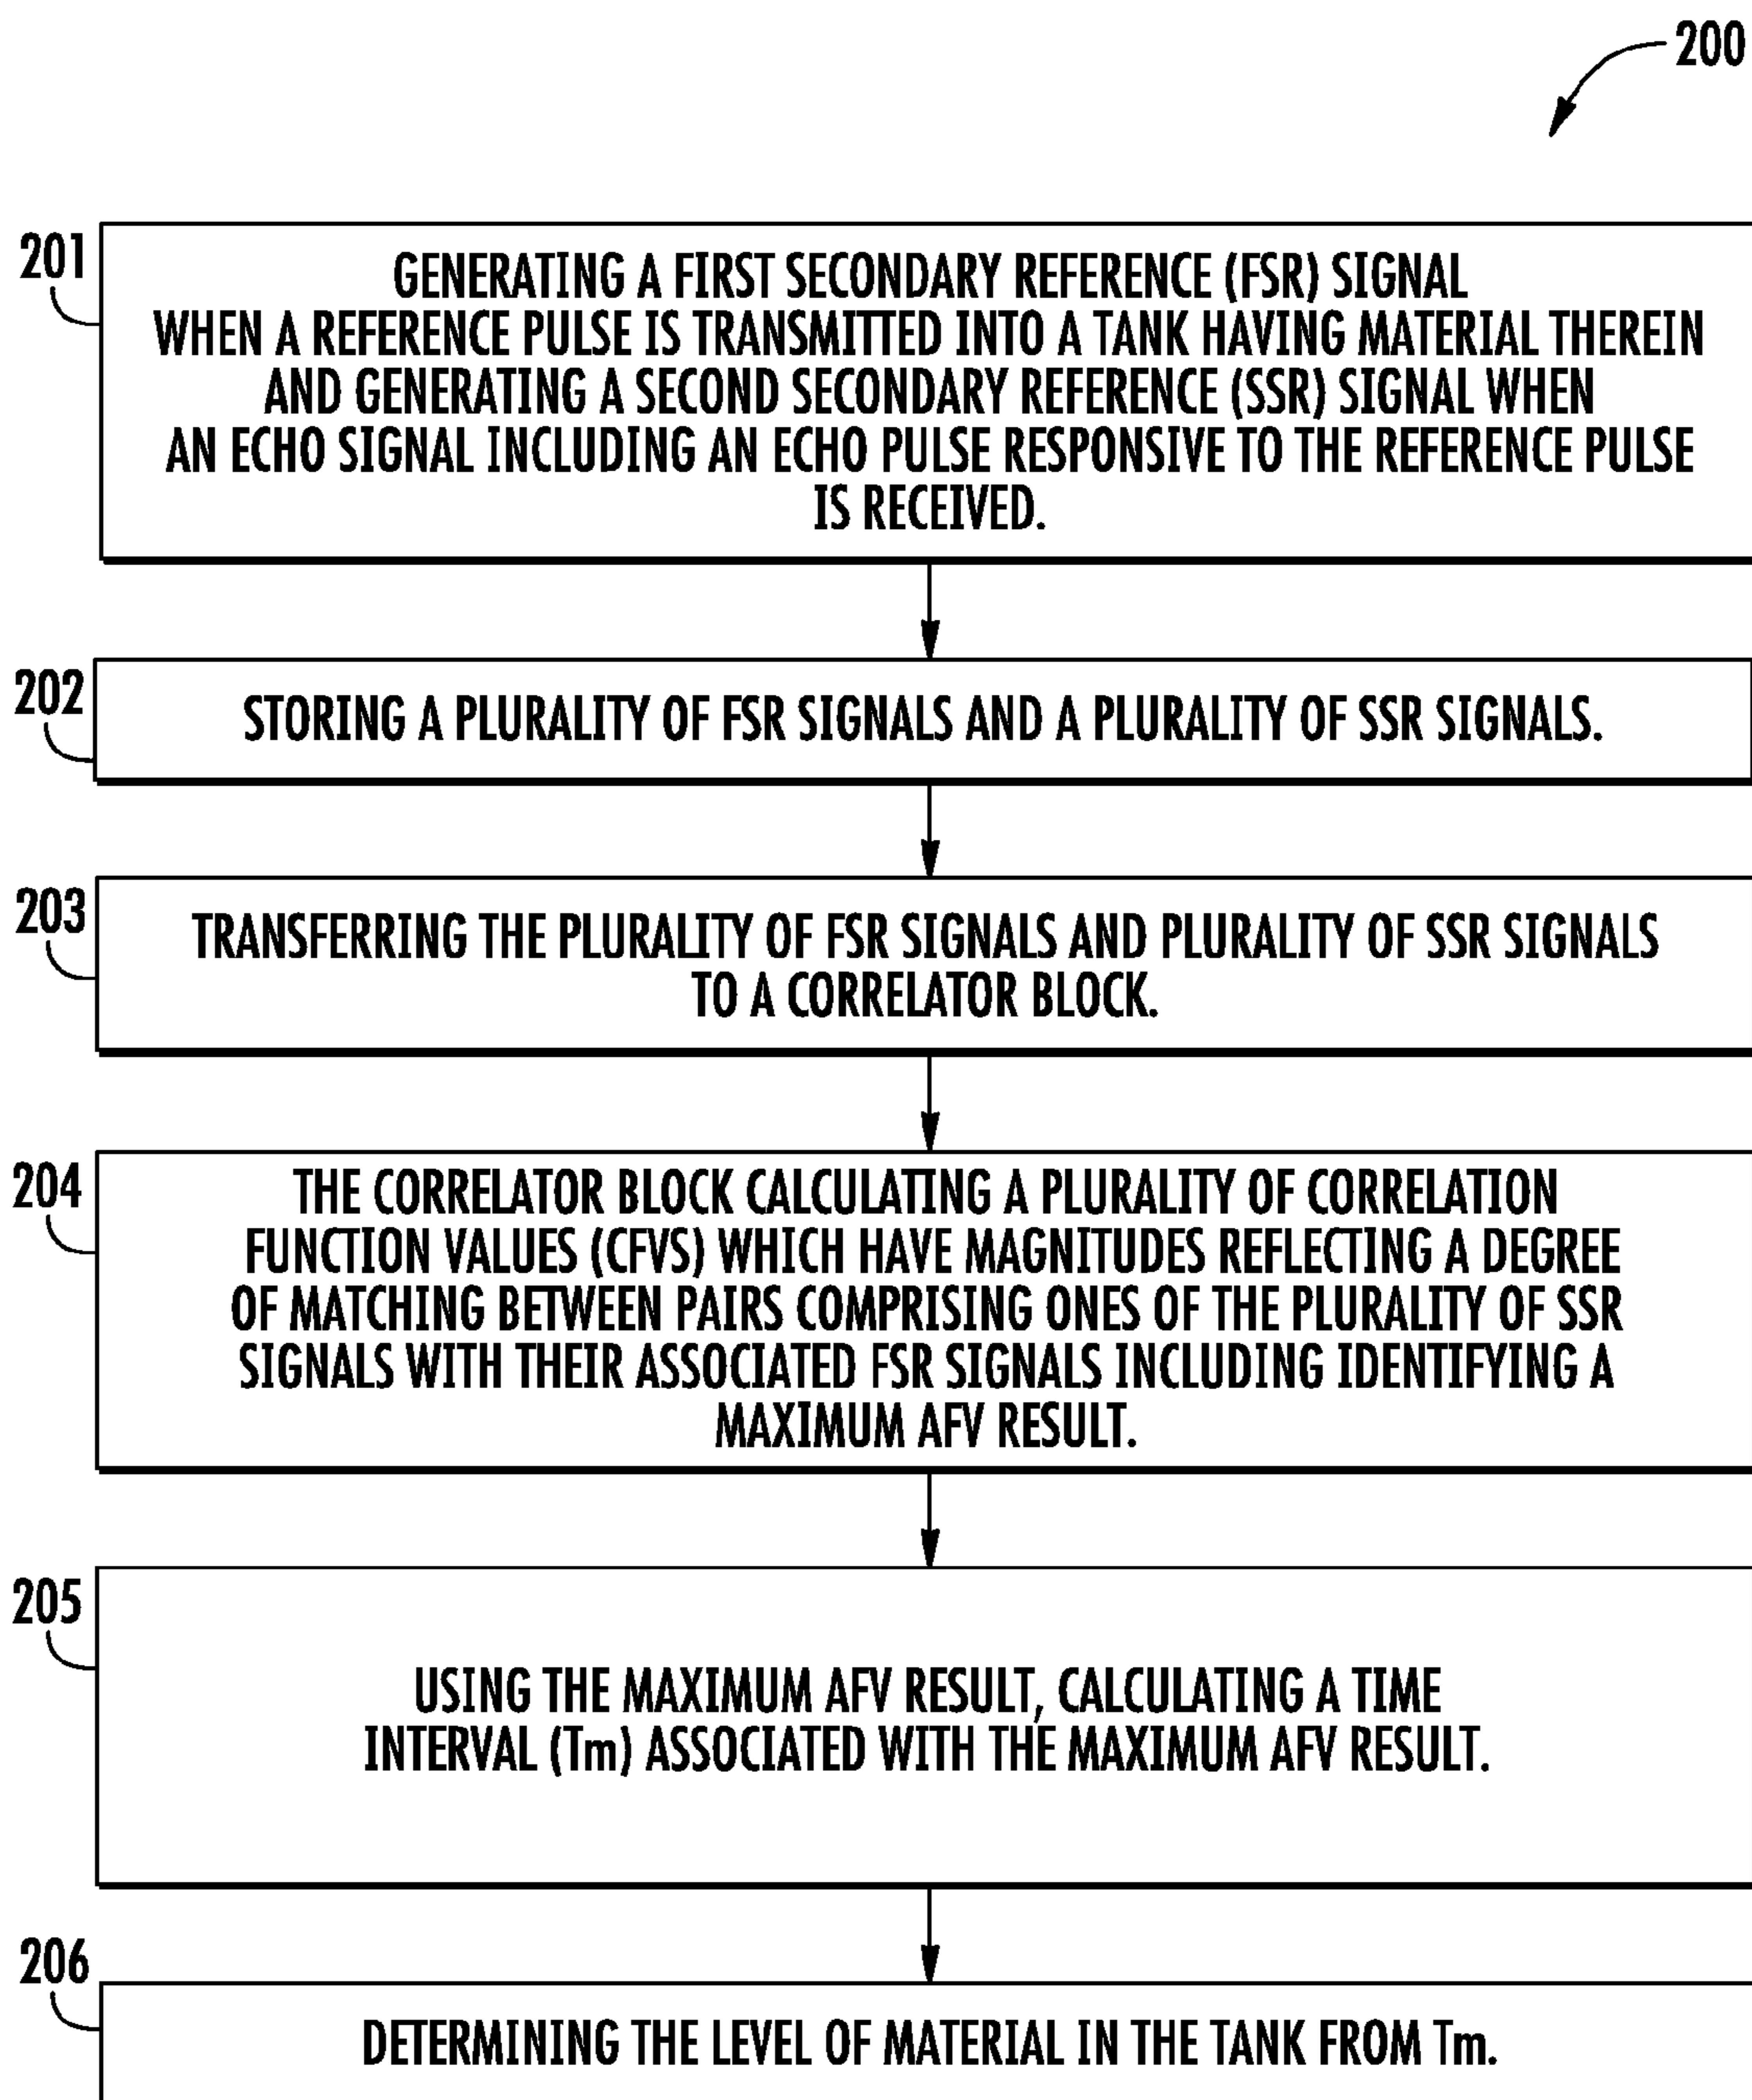 200
201
GENERATING A FIRST SECONDARY REFERENCE (FSR) SIGNAL
WHEN A REFERENCE PULSE IS TRANSMITTED INTO A TANK HAVING MATERIAL THEREIN
AND GENERATING A SECOND SECONDARY REFERENCE (SSR) SIGNAL WHEN
AN ECHO SIGNAL INCLUDING AN ECHO PULSE RESPONSIVE TO THE REFERENCE PULSE
IS RECEIVED.
202
STORING A PLURALITY OF FSR SIGNALS AND A PLURALITY OF SSR SIGNALS.
203
TRANSFERRING THE PLURALITY OF FSR SIGNALS AND PLURALITY OF SSR SIGNALS
TO A CORRELATOR BLOCK.
204
THE CORRELATOR BLOCK CALCULATING A PLURALITY OF CORRELATION
FUNCTION VALUES (CFVS) WHICH HAVE MAGNITUDES REFLECTING A DEGREE
OF MATCHING BETWEEN PAIRS COMPRISING ONES OF THE PLURALITY OF SSR
SIGNALS WITH THEIR ASSOCIATED FSR SIGNALS INCLUDING IDENTIFYING A
MAXIMUM AFV RESULT.
205
USING THE MAXIMUM AFV RESULT, CALCULATING A TIME
INTERVAL (Tm) ASSOCIATED WITH THE MAXIMUM AFV RESULT.
206
DETERMINING THE LEVEL OF MATERIAL IN THE TANK FROM Tm.